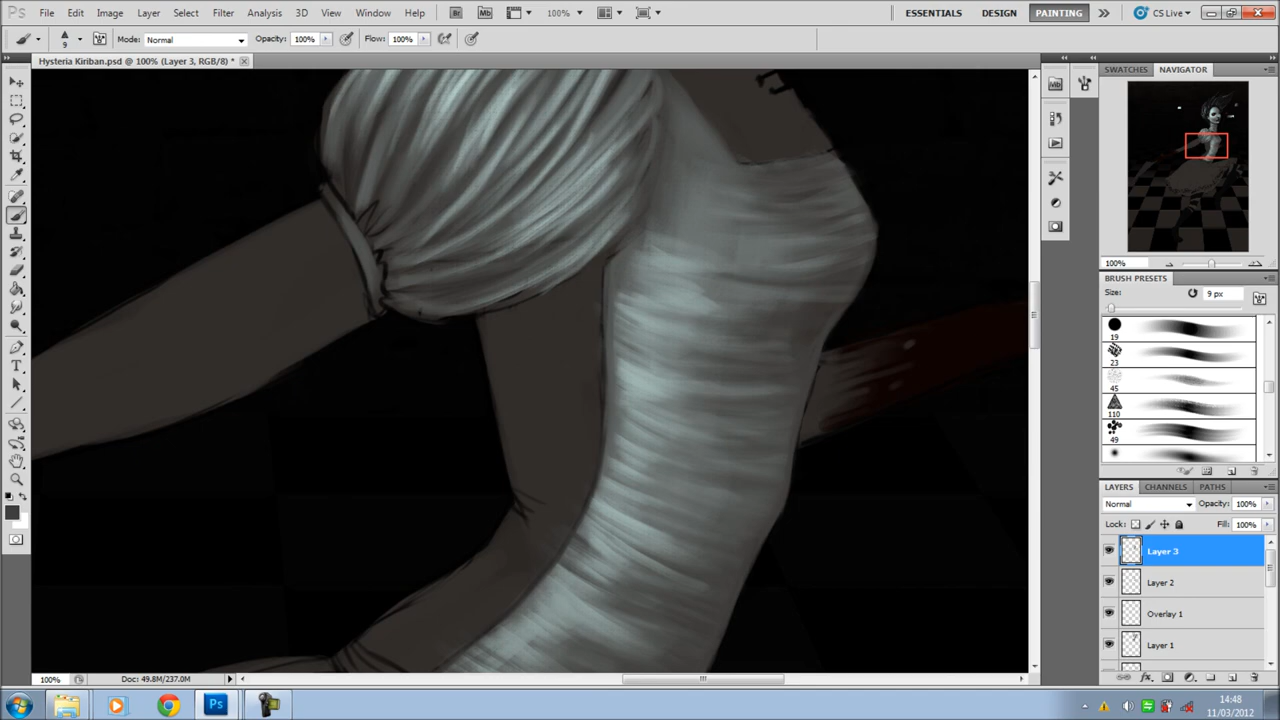 Ps File Edit Image Layer Select Filter Analysis 3D View Window Help Br Mb 100% ESSENTIALS DESIGN PAINTING CS Live
9 Mode: Normal Opacity: 100% Flow: 100%
Hysteria Kiriban.psd @ 100% (Layer 3, RGB/8) *
SWATCHES NAVIGATOR
Mb
100%
BRUSH PRESETS
Size: 9 px
19
23
45
110
49
LAYERS CHANNELS PATHS
Normal Opacity: 100%
Lock: Fill: 100%
Layer 3
Layer 2
Overlay 1
Layer 1
100% Doc: 49.8M/237.0M
Ps
14:48
11/03/2012